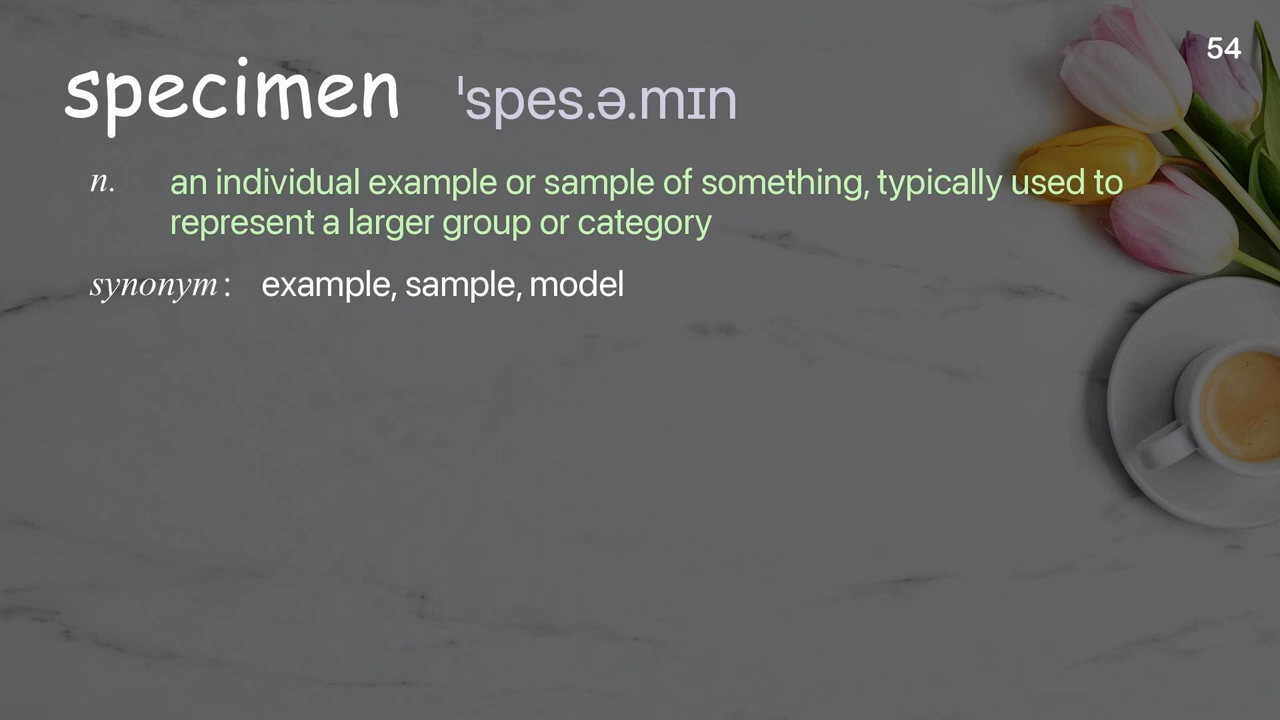 54
specimen ˈspes.ə.mɪn
n. an individual example or sample of something, typically used to
represent a larger group or category
synonym : example, sample, model